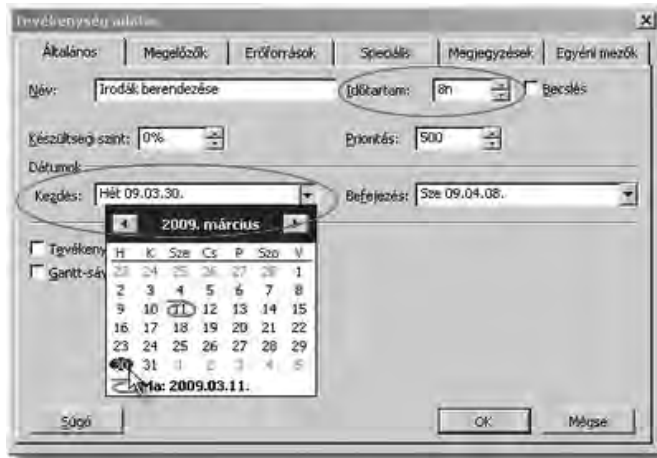 Tevékenység adatai
Általános Megelőzők Erőforrások Speciális Megjegyzések Egyéni mezők
Név: Irodák berendezése Időtartam: 8n Becslés
Készültségi szint: 0% Prioritás: 500
Dátumok
Kezdés: Hét 09.03.30. Befejezés: Sze 09.04.08.
2009. március
Tevékeny
Gantt-sáv
H K Sze Cs P Szo V
23 24 25 26 27 28 1
2 3 4 5 6 7 8
9 10 11 12 13 14 15
16 17 18 19 20 21 22
23 24 25 26 27 28 29
30 31 1 2 3 4 5
Ma: 2009.03.11.
Súgó OK Mégse